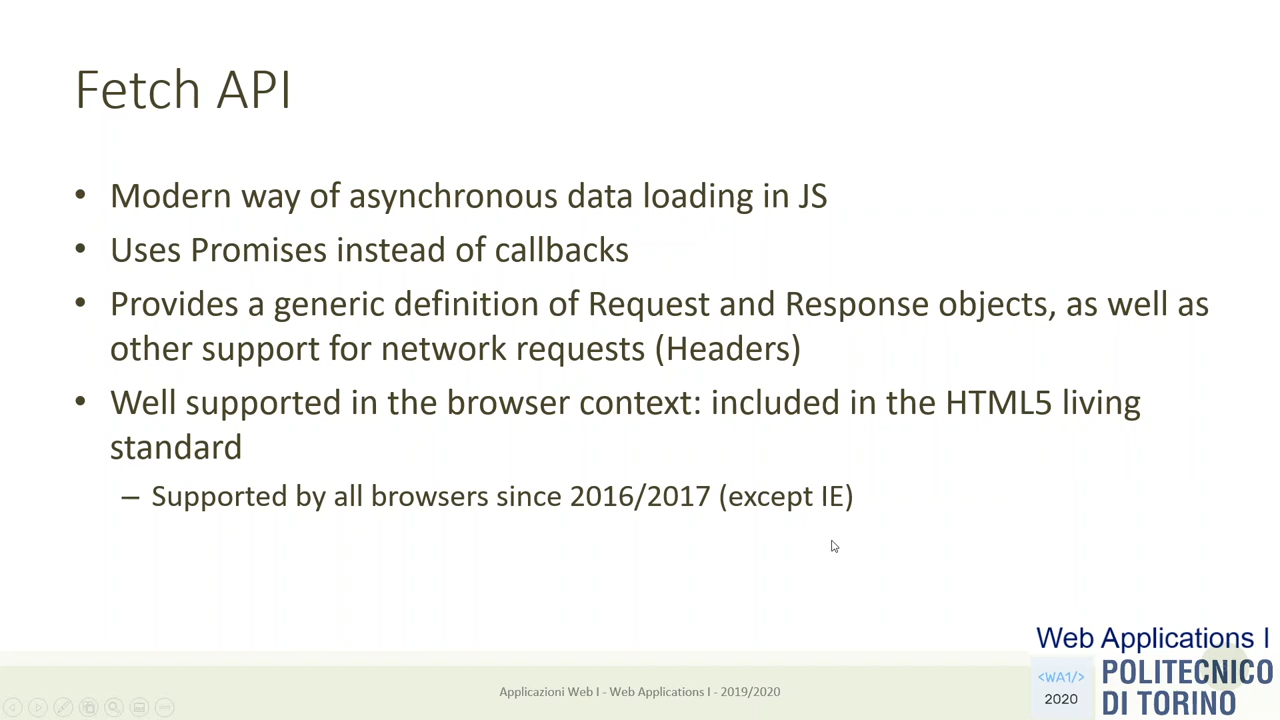 Fetch API
• Modern way of asynchronous data loading in JS
• Uses Promises instead of callbacks
• Provides a generic definition of Request and Response objects, as well as
other support for network requests (Headers)
• Well supported in the browser context: included in the HTML5 living
standard
– Supported by all browsers since 2016/2017 (except IE)
Applicazioni Web I - Web Applications I - 2019/2020
Web Applications I
<WA1/>
2020
POLITECNICO
DI TORINO